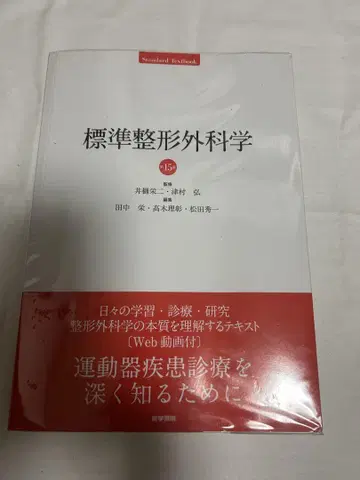 Standard Textbook
標準整形外科学
第15版
監修
井樋栄二・津村 弘
編集
田中 栄・高木理彰・松田秀一
日々の学習・診療・研究
整形外科学の本質を理解するテキスト
〔Web動画付〕
運動器疾患診療を
深く知るために
医学書院